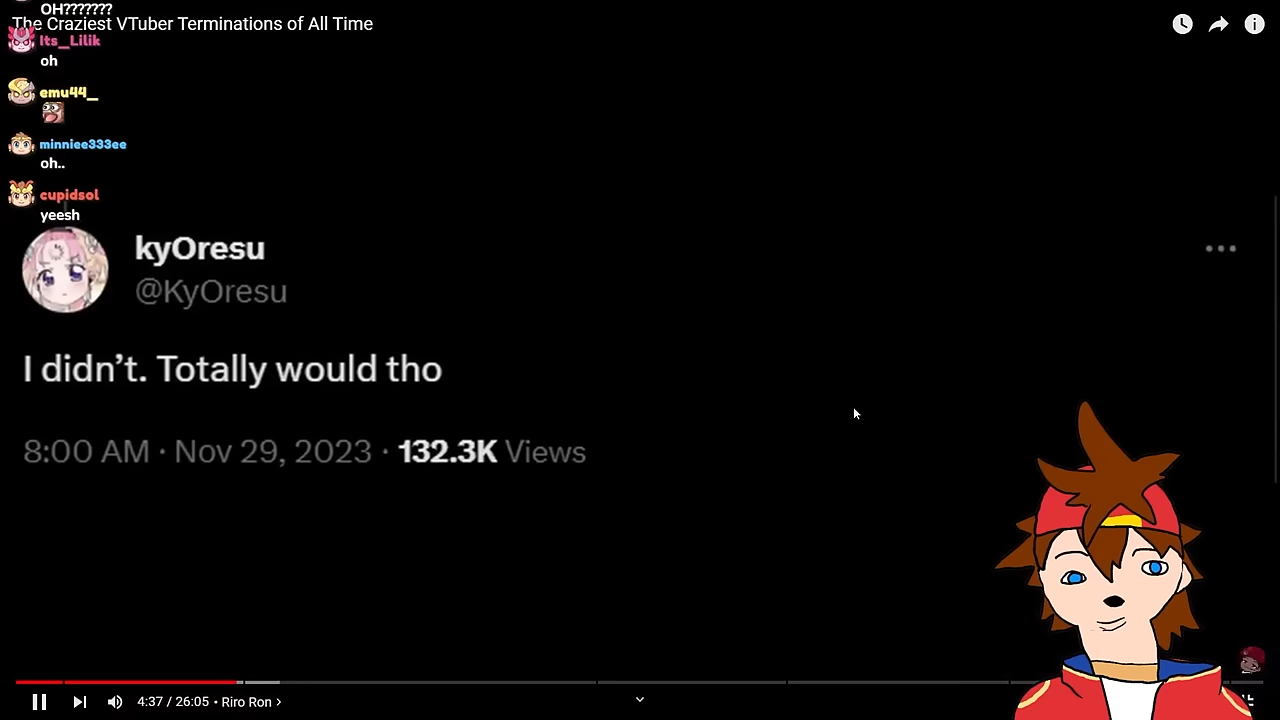 OH???????
The Craziest VTuber Terminations of All Time
Its__Lilik
oh
emu44_
minniee333ee
oh..
cupidsol
yeesh
kyOresu
@KyOresu
I didn’t. Totally would tho
8:00 AM · Nov 29, 2023 · 132.3K Views
4:37 / 26:05 • Riro Ron >